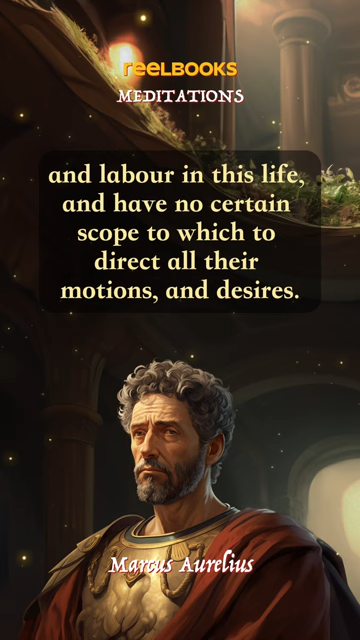 reelbooks
MEDITATIONS
and labour in this life,
and have no certain
scope to which to
direct all their
motions, and desires.
Marcus Aurelius